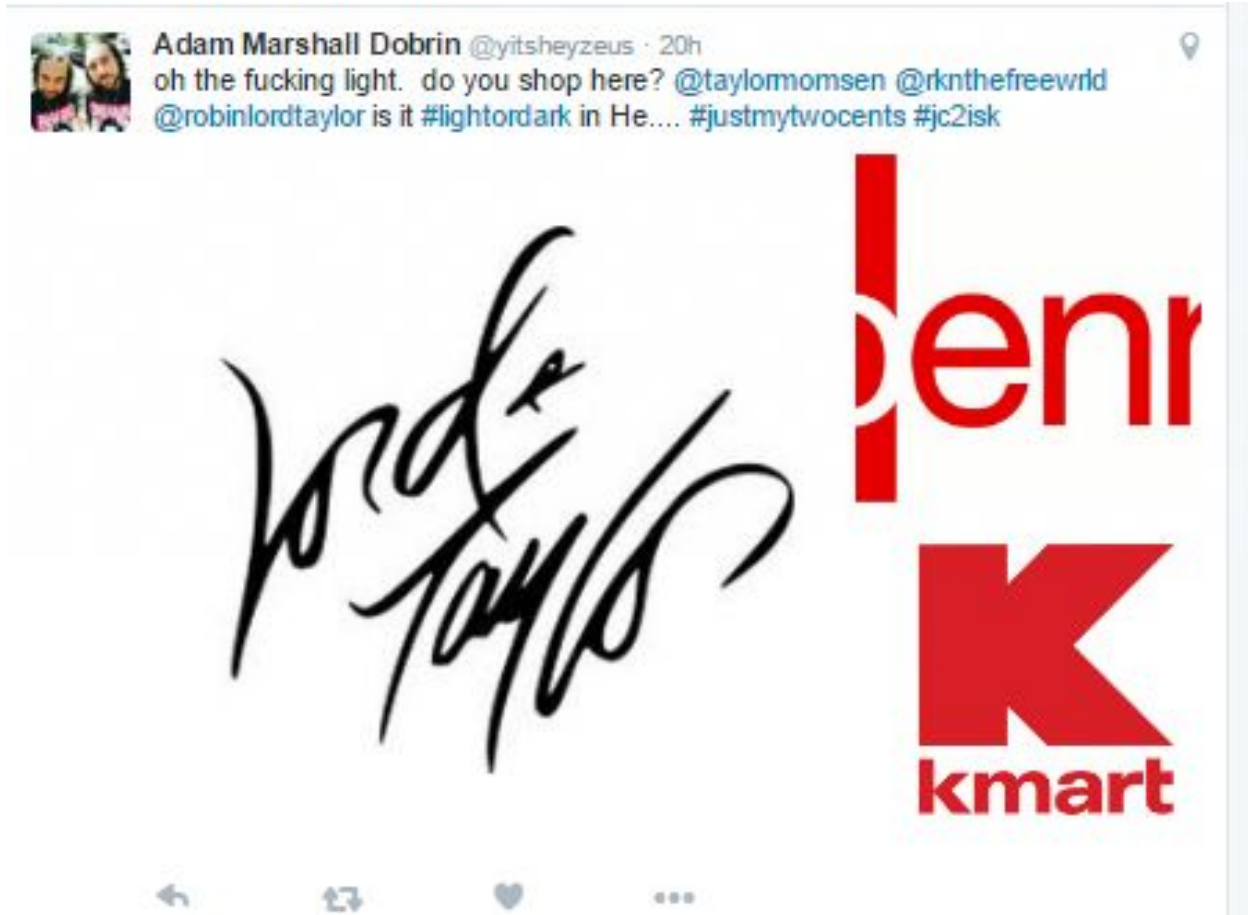 Adam Marshall Dobrin @yitsheyzeus · 20h
oh the fucking light. do you shop here? @taylormomsen @rknthefreewrld
@robinlordtaylor is it #lightordark in He.... #justmytwocents #jc2isk
Lord &
Taylor
penn
kmart